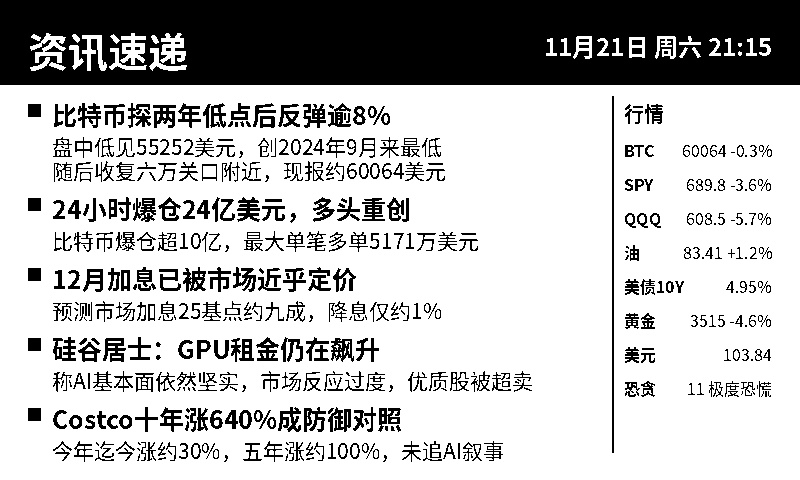 资讯速递
11月21日 周六 21:15
比特币探两年低点后反弹逾8%
盘中低见55252美元，创2024年9月来最低
随后收复六万关口附近，现报约60064美元
24小时爆仓24亿美元，多头重创
比特币爆仓超10亿，最大单笔多单5171万美元
12月加息已被市场近乎定价
预测市场加息25基点约九成，降息仅约1%
硅谷居士：GPU租金仍在飙升
称AI基本面依然坚实，市场反应过度，优质股被超卖
Costco十年涨640%成防御对照
今年迄今涨约30%，五年涨约100%，未追AI叙事
行情
BTC 60064 -0.3%
SPY 689.8 -3.6%
QQQ 608.5 -5.7%
油 83.41 +1.2%
美债10Y 4.95%
黄金 3515 -4.6%
美元 103.84
恐贪 11 极度恐慌